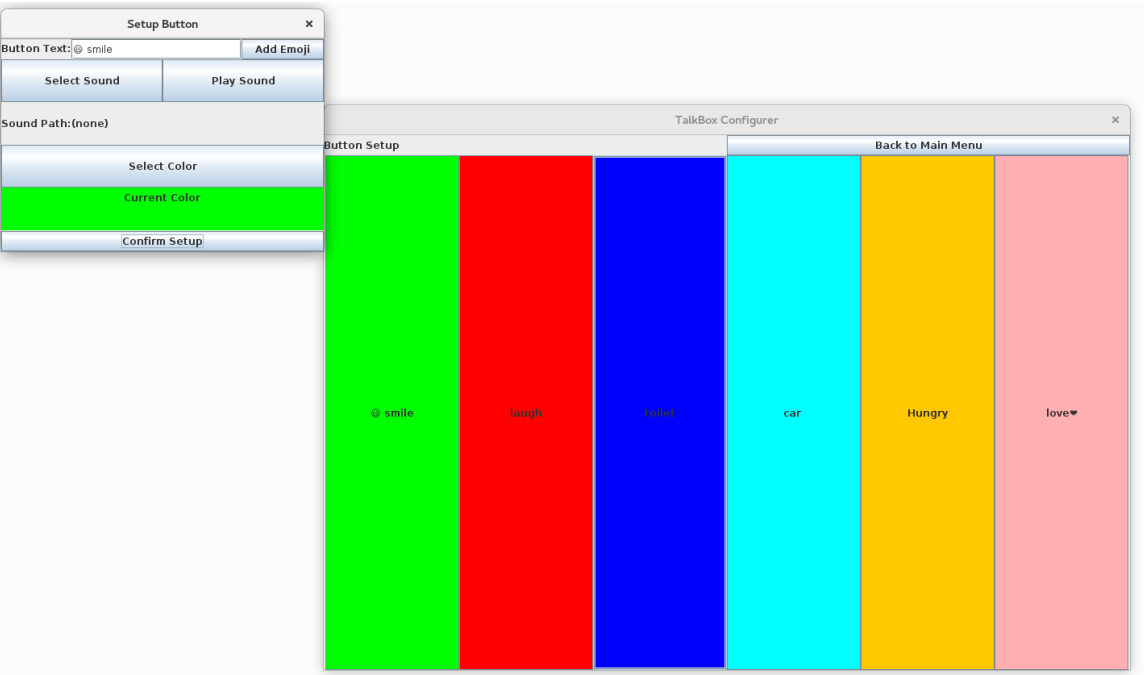 Setup Button ×
Button Text: 😃 smile Add Emoji
Select Sound Play Sound
Sound Path:(none)
Select Color
Current Color
Confirm Setup
TalkBox Configurer ×
Button Setup Back to Main Menu
😃 smile laugh toilet car Hungry love❤